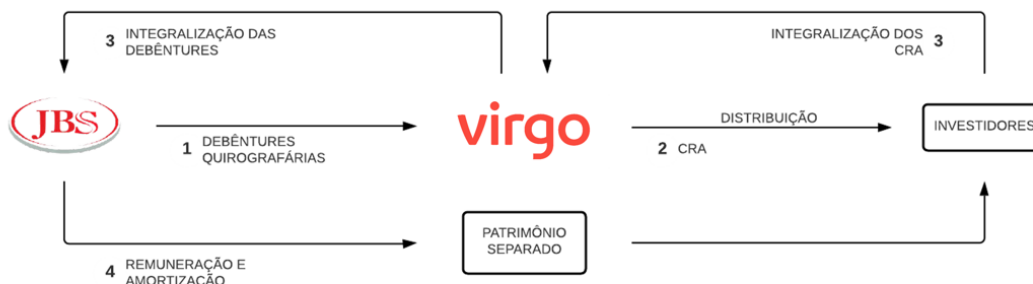 3 INTEGRALIZAÇÃO DAS
DEBÊNTURES
INTEGRALIZAÇÃO DOS 3
CRA
JBS
1 DEBÊNTURES
QUIROGRAFÁRIAS
virgo
DISTRIBUIÇÃO
2 CRA
INVESTIDORES
PATRIMÔNIO
SEPARADO
4 REMUNERAÇÃO E
AMORTIZAÇÃO